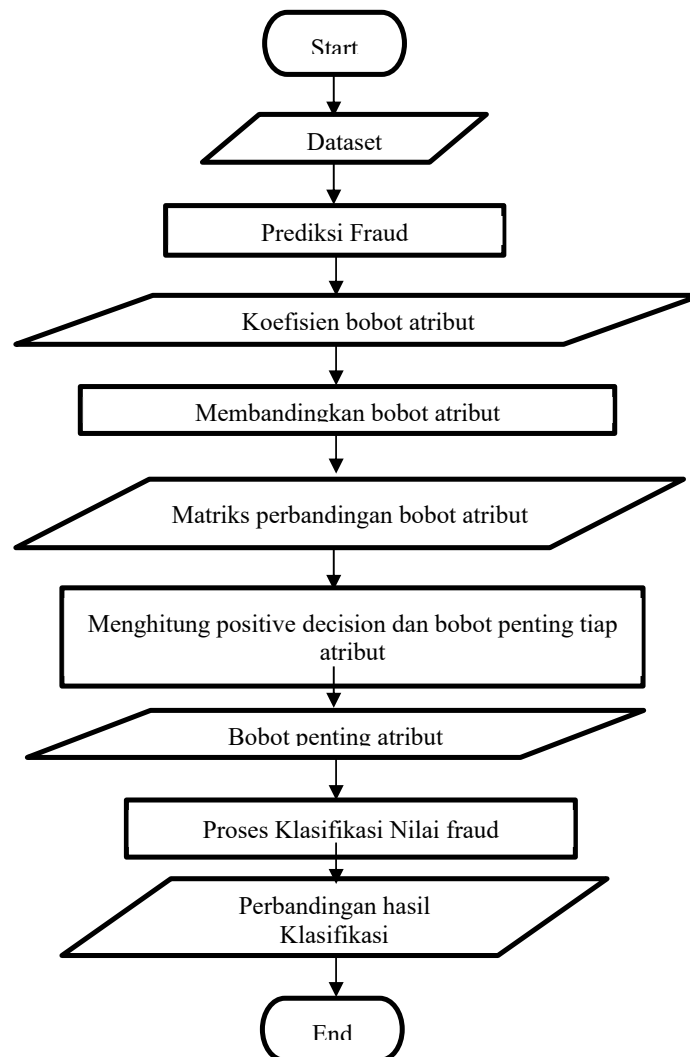 Start
Dataset
Prediksi Fraud
Koefisien bobot atribut
Membandingkan bobot atribut
Matriks perbandingan bobot atribut
Menghitung positive decision dan bobot penting tiap
atribut
Bobot penting atribut
Proses Klasifikasi Nilai fraud
Perbandingan hasil
Klasifikasi
End